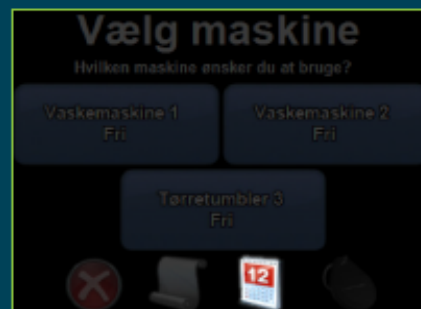 Vælg maskine
Hvilken maskine ønsker du at bruge?
Vaskemaskine 1
Fri
Vaskemaskine 2
Fri
Tørretumbler 3
Fri
12